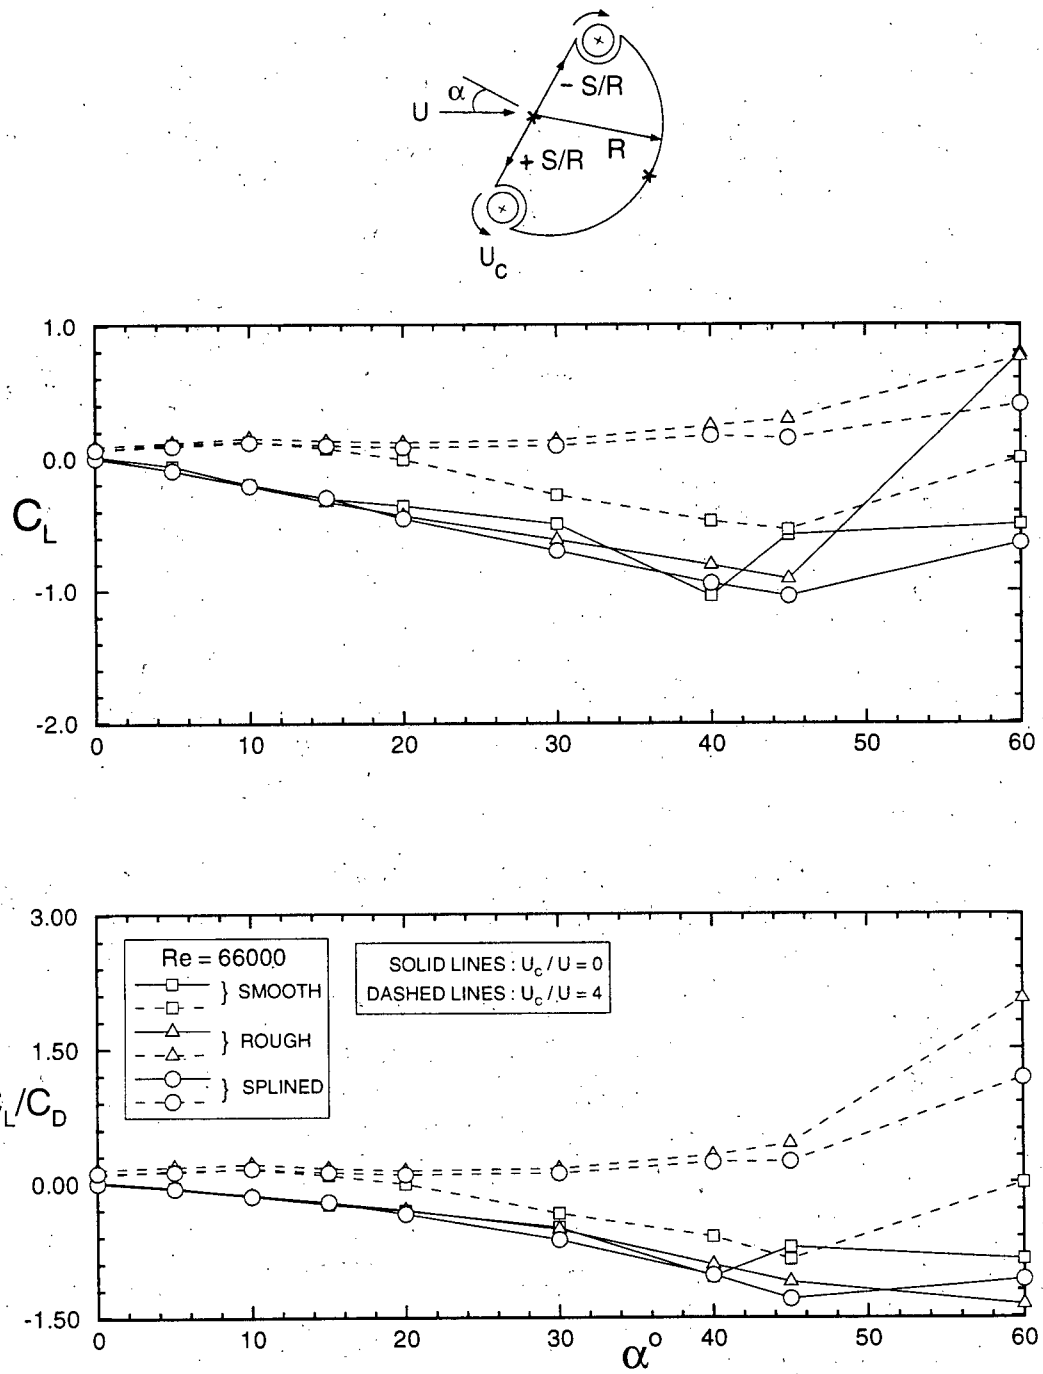 α
U
- S/R
R
+ S/R
U_c
1.0
0.0
C_L
-1.0
-2.0
0 10 20 30 40 50 60
3.00
Re = 66000
} SMOOTH
} ROUGH
} SPLINED
SOLID LINES : U_c / U = 0
DASHED LINES : U_c / U = 4
1.50
C_L/C_D
0.00
-1.50
0 10 20 30 40 50 60
α°